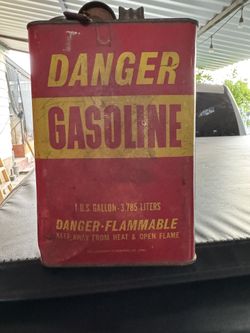 DANGER
GASOLINE
1 U.S. GALLON - 3.785 LITERS
DANGER-FLAMMABLE
KEEP AWAY FROM HEAT & OPEN FLAME